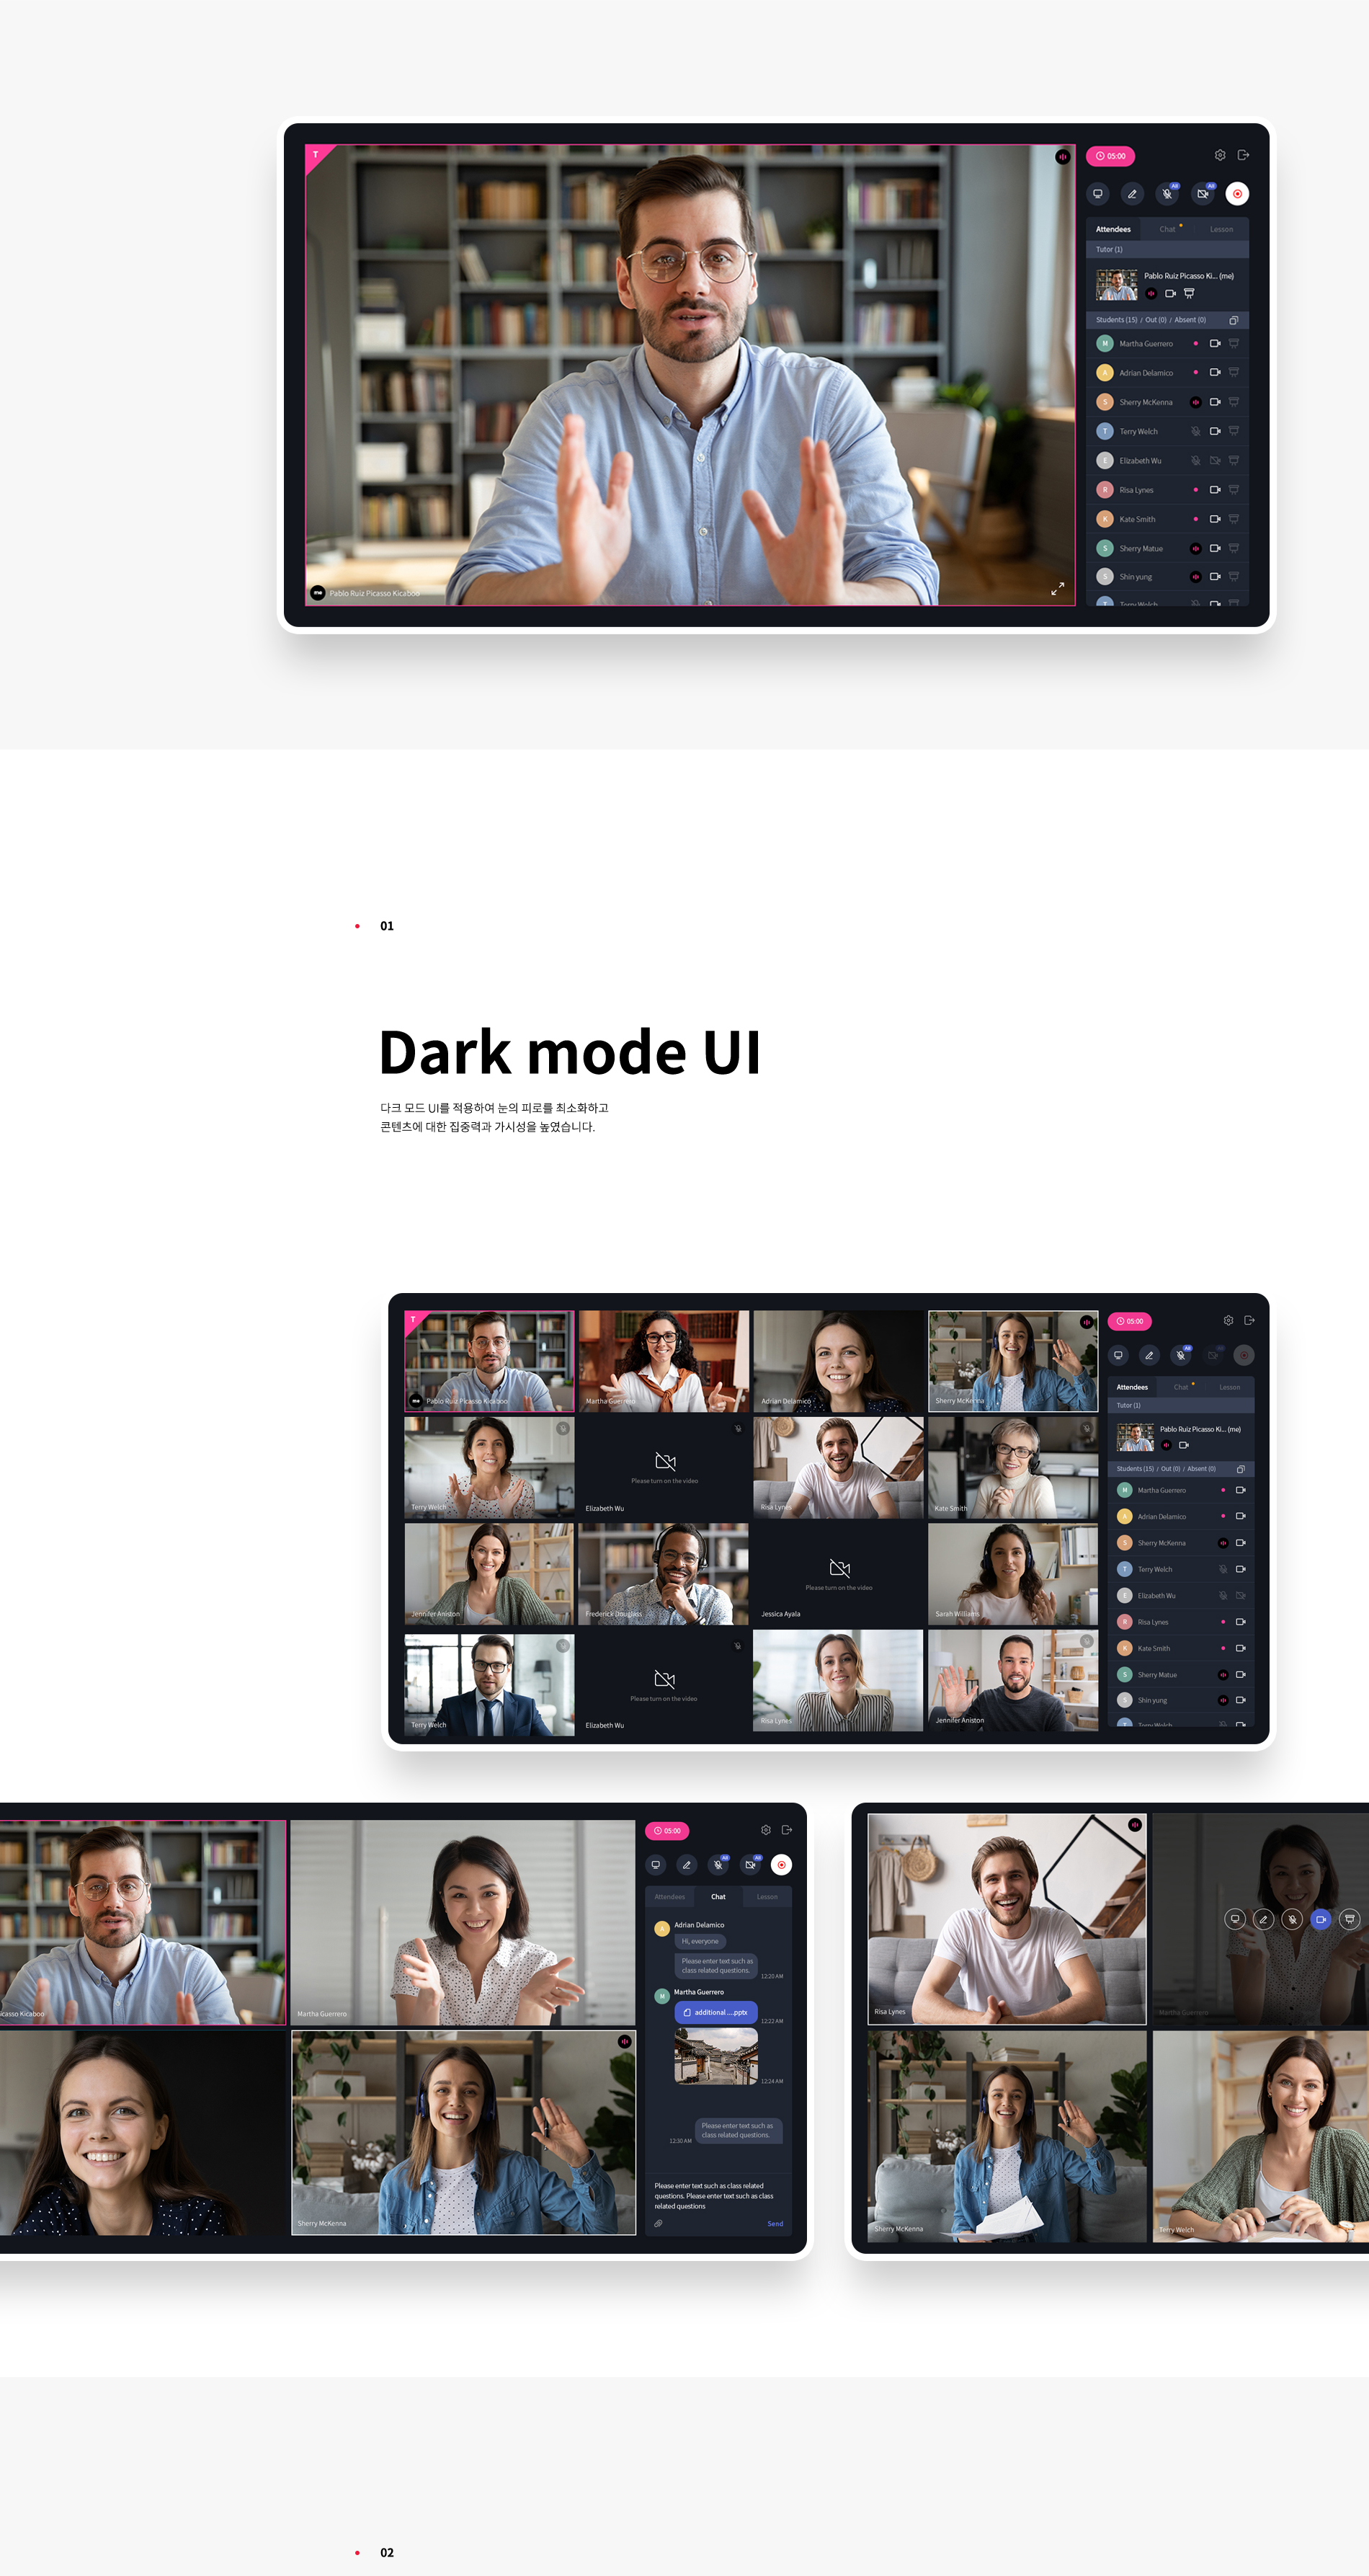 T
05:00
All
All
Attendees
Chat
Lesson
Tutor (1)
Pablo Ruiz Picasso Ki... (me)
Students (15) / Out (0) / Absent (0)
M Martha Guerrero
A Adrian Delamico
S Sherry McKenna
T Terry Welch
E Elizabeth Wu
R Risa Lynes
K Kate Smith
S Sherry Matue
S Shin yung
T Terry Welch
me Pablo Ruiz Picasso Kicaboo
01
Dark mode UI
다크 모드 UI를 적용하여 눈의 피로를 최소화하고
콘텐츠에 대한 집중력과 가시성을 높였습니다.
T
me Pablo Ruiz Picasso Kicaboo
Martha Guerrero
Adrian Delamico
Sherry McKenna
Terry Welch
Please turn on the video
Elizabeth Wu
Risa Lynes
Kate Smith
Jennifer Aniston
Frederick Douglass
Please turn on the video
Jessica Ayala
Sarah Williams
Terry Welch
Please turn on the video
Elizabeth Wu
Risa Lynes
Jennifer Aniston
05:00
All
Attendees
Chat
Lesson
Tutor (1)
Pablo Ruiz Picasso Ki... (me)
Students (15) / Out (0) / Absent (0)
M Martha Guerrero
A Adrian Delamico
S Sherry McKenna
T Terry Welch
E Elizabeth Wu
R Risa Lynes
K Kate Smith
S Sherry Matue
S Shin yung
T Terry Welch
icasso Kicaboo
Martha Guerrero
Sherry McKenna
05:00
All
All
Attendees
Chat
Lesson
A Adrian Delamico
Hi, everyone
Please enter text such as
class related questions.
12:20 AM
M Martha Guerrero
additional ....pptx
12:22 AM
12:24 AM
Please enter text such as
class related questions.
12:30 AM
Please enter text such as class related
questions. Please enter text such as class
related questions
Send
Risa Lynes
Martha Guerrero
Sherry McKenna
Terry Welch
02